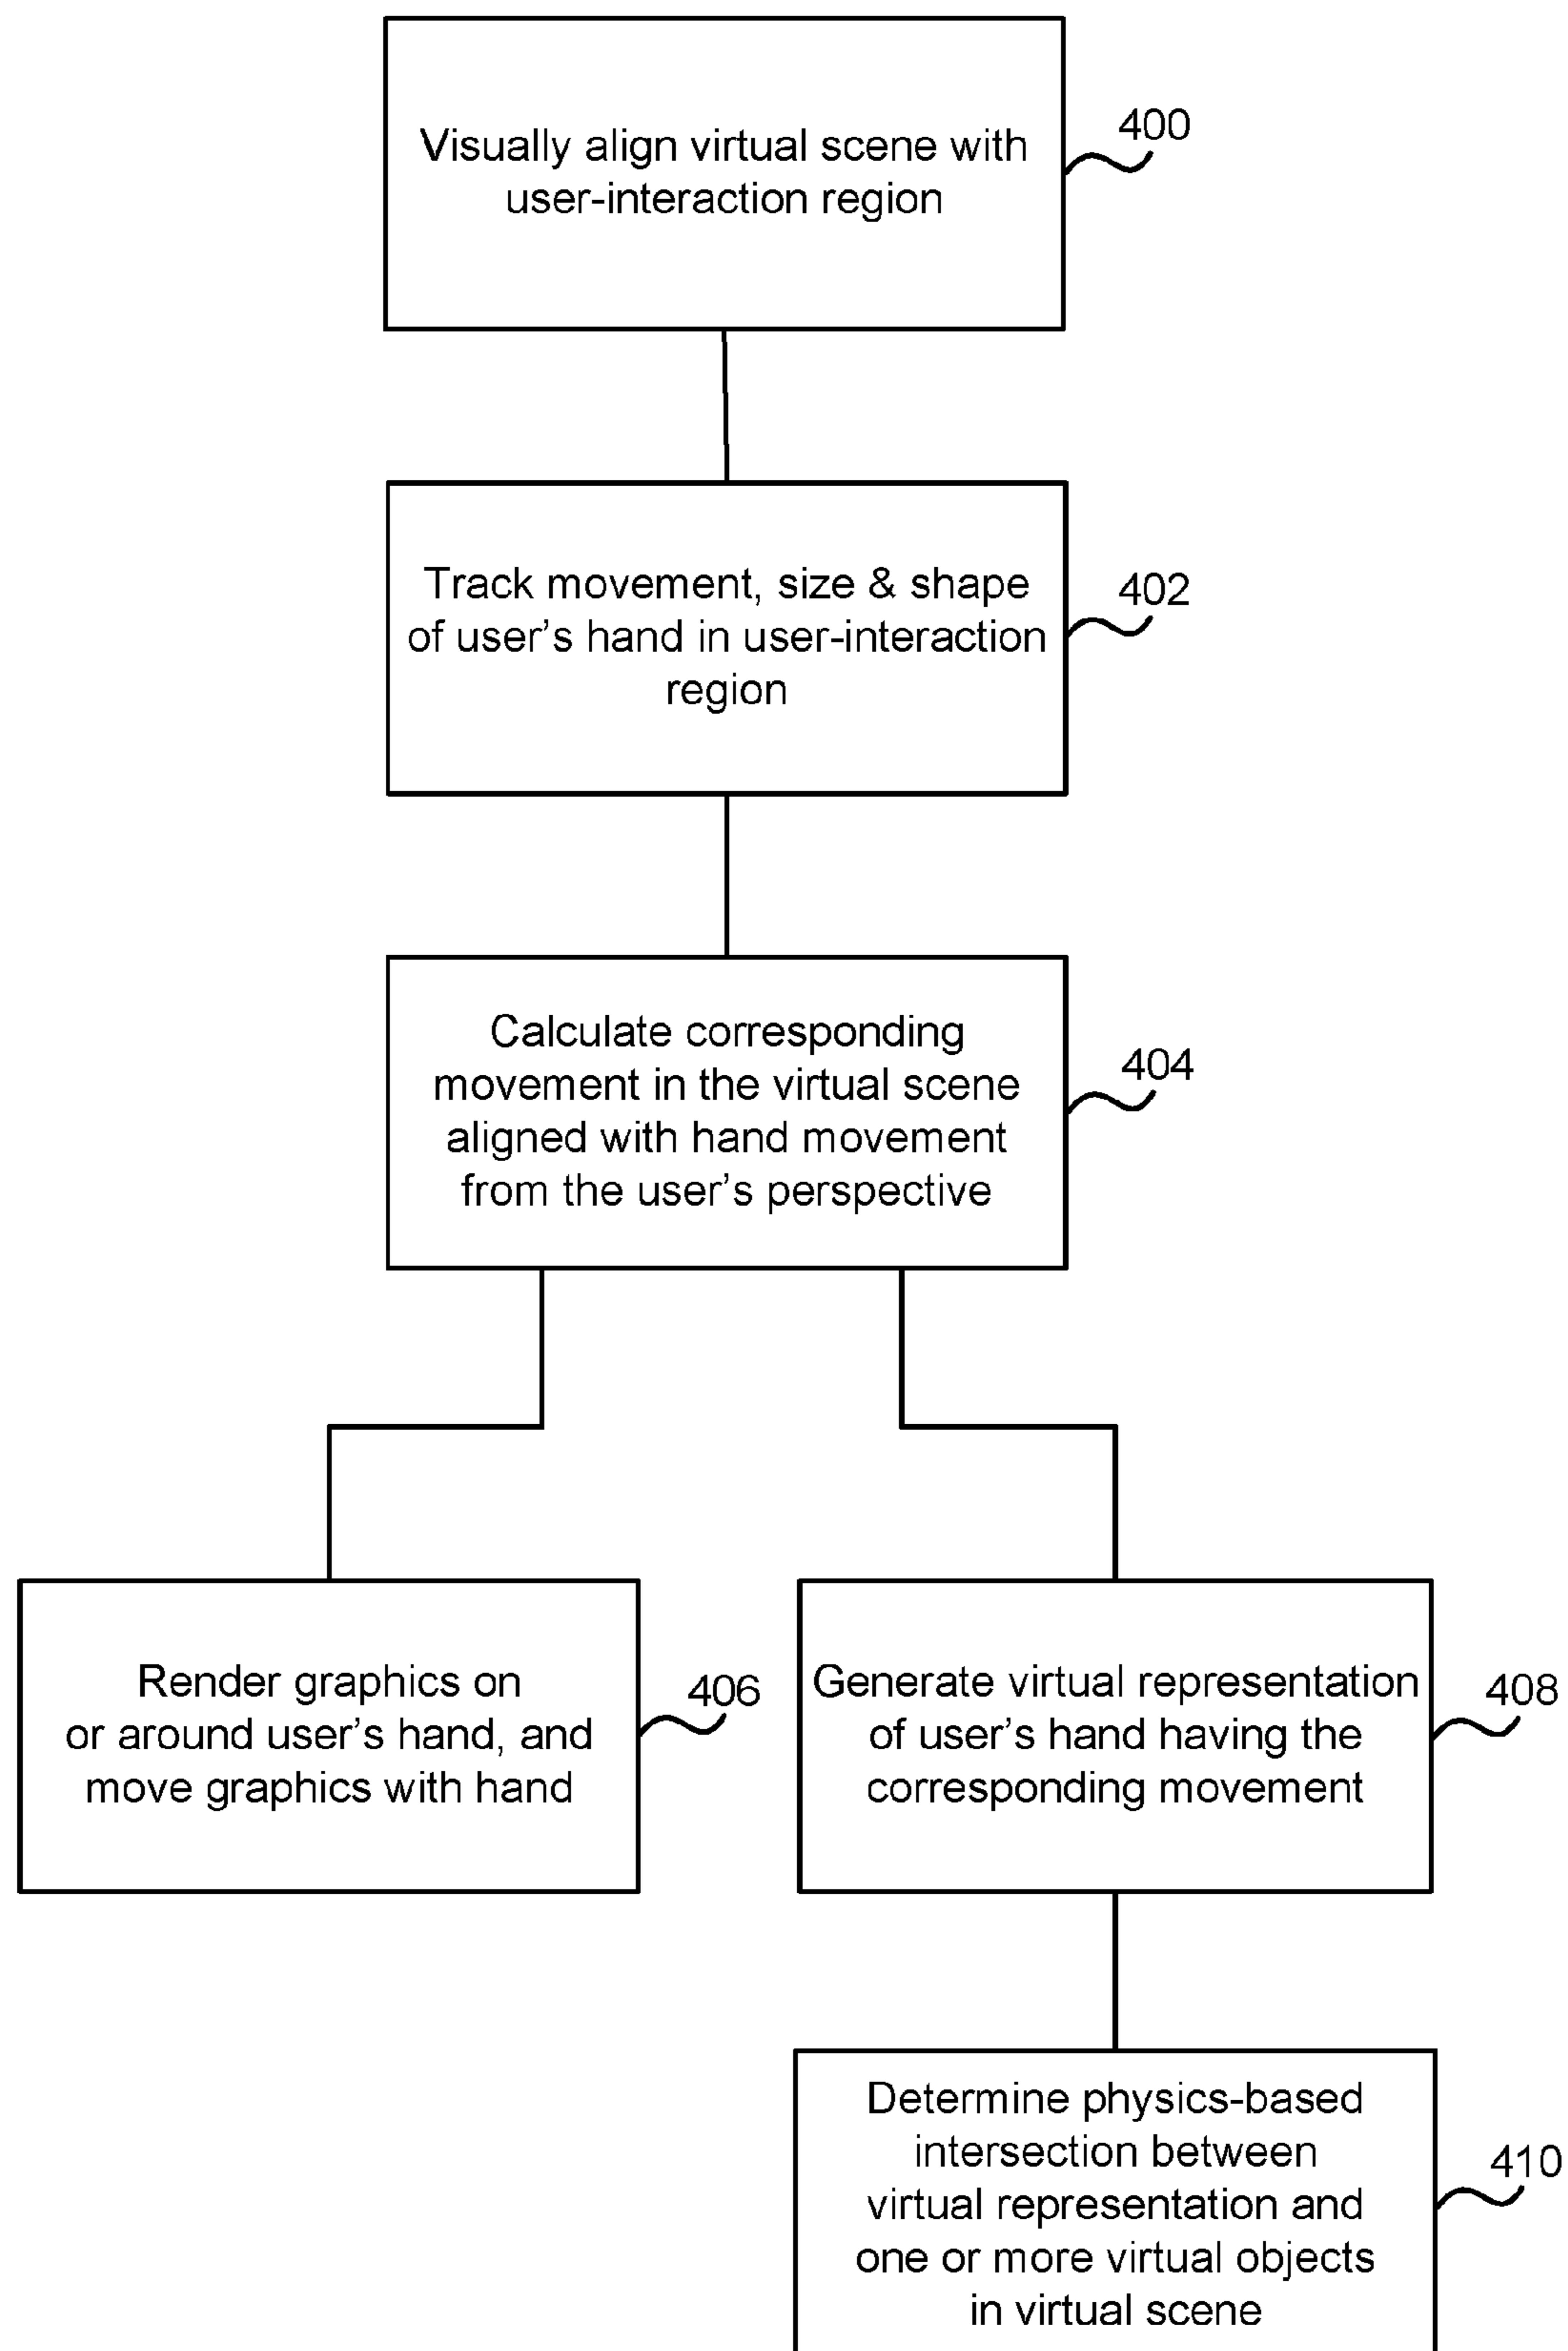 Visually align virtual scene with
user-interaction region
400
Track movement, size & shape
of user's hand in user-interaction
region
402
Calculate corresponding
movement in the virtual scene
aligned with hand movement
from the user's perspective
404
Render graphics on
or around user's hand, and
move graphics with hand
406
Generate virtual representation
of user's hand having the
corresponding movement
408
Determine physics-based
intersection between
virtual representation and
one or more virtual objects
in virtual scene
410